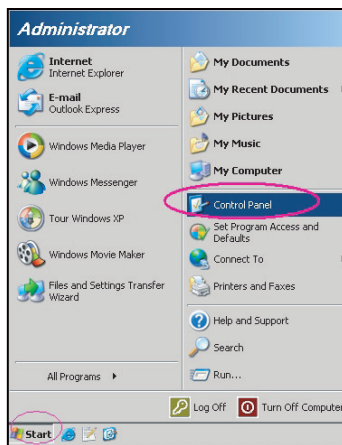 Administrator
Internet
Internet Explorer
E-mail
Outlook Express
Windows Media Player
Windows Messenger
Tour Windows XP
Windows Movie Maker
Files and Settings Transfer
Wizard
All Programs
My Documents
My Recent Documents
My Pictures
My Music
My Computer
Control Panel
Set Program Access and
Defaults
Connect To
Printers and Faxes
Help and Support
Search
Run...
Log Off
Turn Off Computer
Start